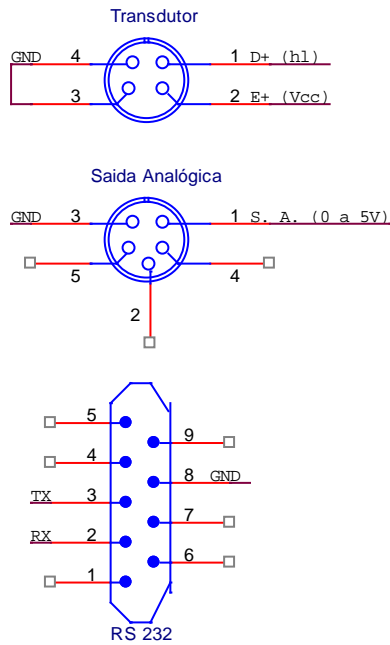 Transdutor
GND 4 1 D+ (hl)
3 2 E+ (Vcc)
Saida Analógica
GND 3 1 S. A. (0 a 5V)
5 4
2
5
9
4
8 GND
TX 3
7
RX 2
6
1
RS 232